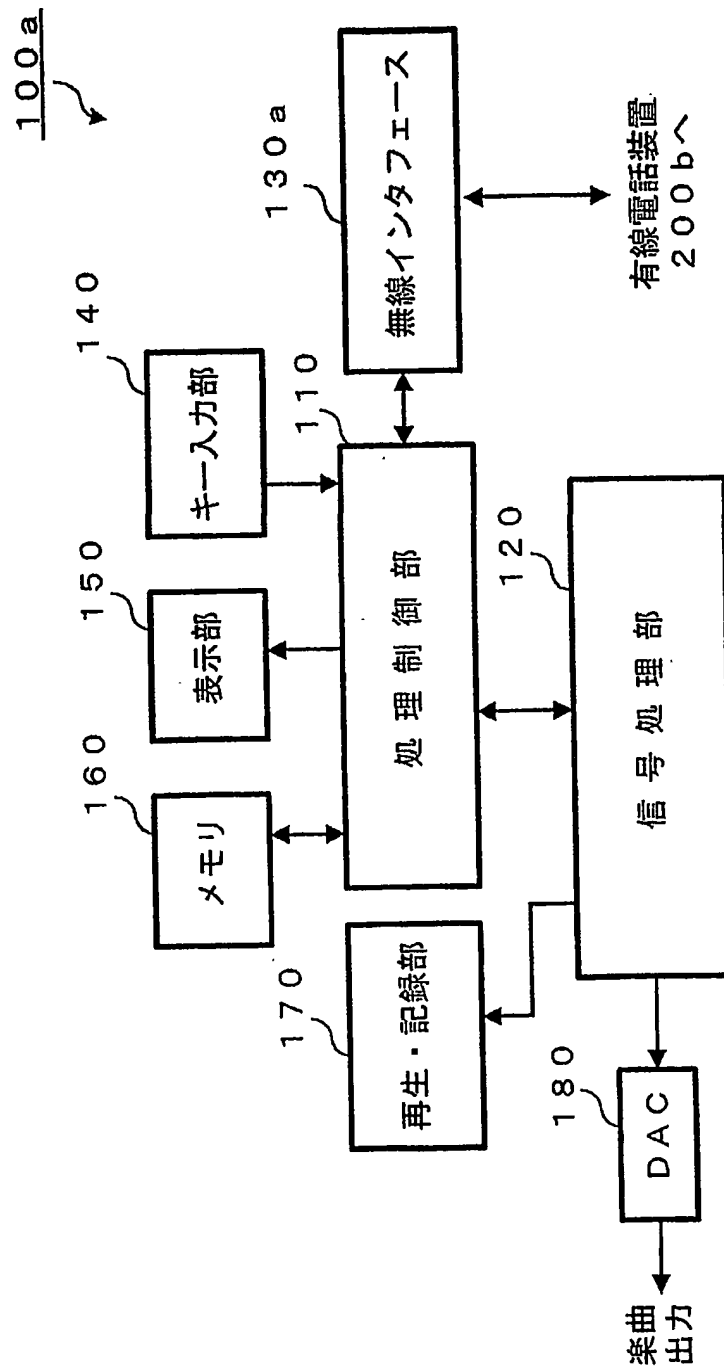 100a
160
メモリ
150
表示部
140
キー入力部
170
再生・記録部
110
処理制御部
130a
無線インタフェース
180
DAC
120
信号処理部
楽曲
出力
有線電話装置
200bへ